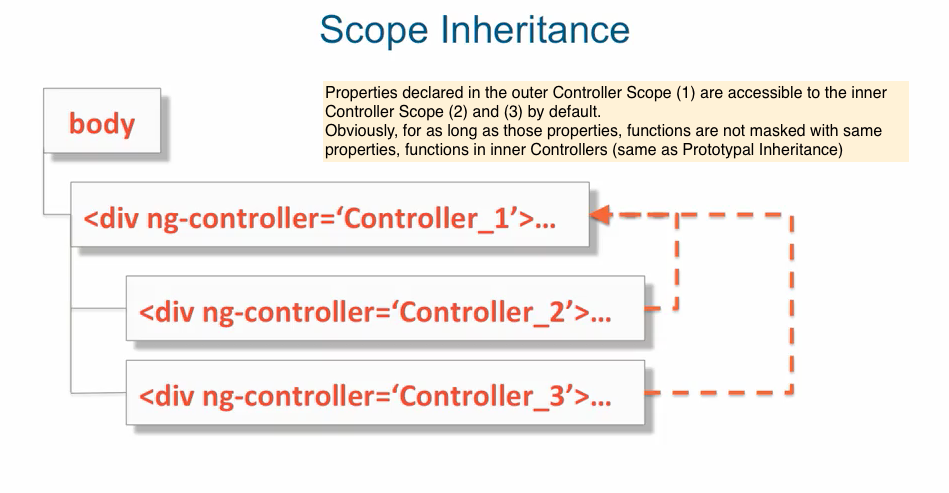 Scope Inheritance
Properties declared in the outer Controller Scope (1) are accessible to the inner
Controller Scope (2) and (3) by default.
Obviously, for as long as those properties, functions are not masked with same
properties, functions in inner Controllers (same as Prototypal Inheritance)
body
<div ng-controller=‘Controller_1’>...
<div ng-controller=‘Controller_2’>...
<div ng-controller=‘Controller_3’>...